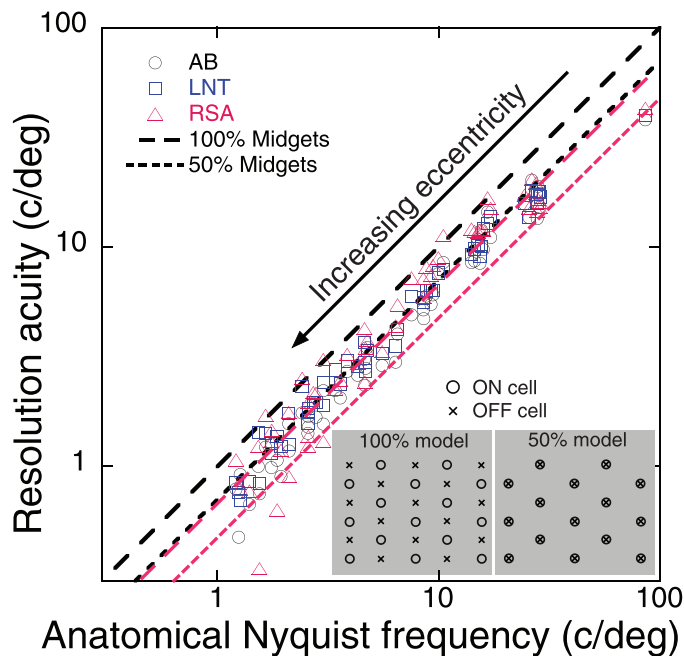 100
10
1
Resolution acuity (c/deg)
AB
LNT
RSA
100% Midgets
50% Midgets
Increasing eccentricity
ON cell
OFF cell
100% model
50% model
1
10
100
Anatomical Nyquist frequency (c/deg)